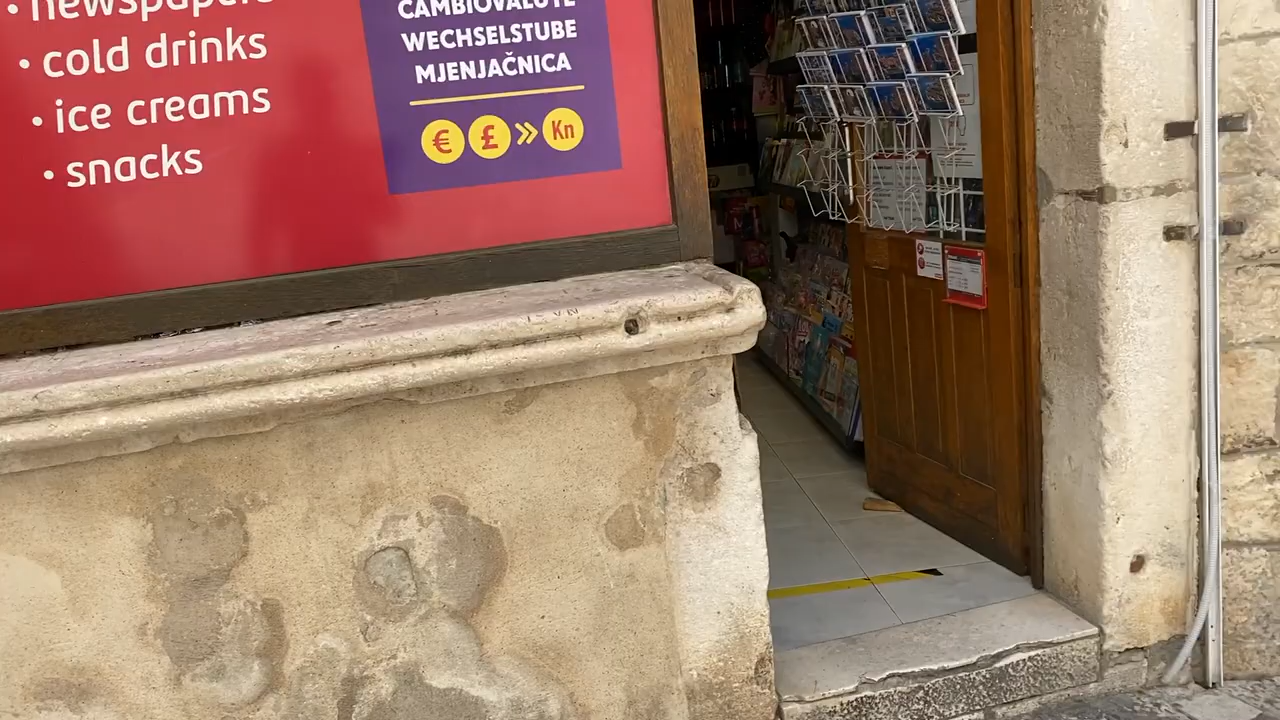 • newspapers
• cold drinks
• ice creams
• snacks
CAMBIOVALUTE
WECHSELSTUBE
MJENJAČNICA
€ £ » Kn